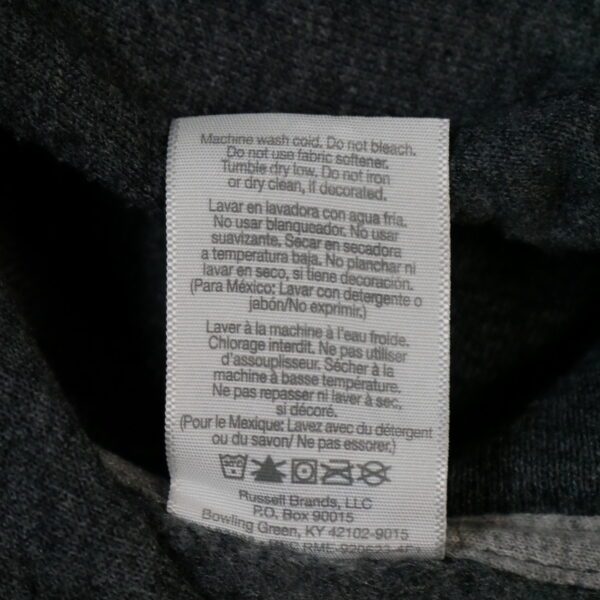 Machine wash cold. Do not bleach.
Do not use fabric softener.
Tumble dry low. Do not iron
or dry clean, if decorated.
Lavar en lavadora con agua fría.
No usar blanqueador. No usar
suavizante. Secar en secadora
a temperatura baja. No planchar ni
lavar en seco, si tiene decoración.
(Para México: Lavar con detergente o
jabón/No exprimir.)
Laver à la machine à l'eau froide.
Chlorage interdit. Ne pas utiliser
d'assouplisseur. Sécher à la
machine à basse température.
Ne pas repasser ni laver à sec,
si décoré.
(Pour le Mexique: Lavez avec du détergent
ou du savon/ Ne pas essorer.)
Russell Brands, LLC
P.O. Box 90015
Bowling Green, KY 42102-9015